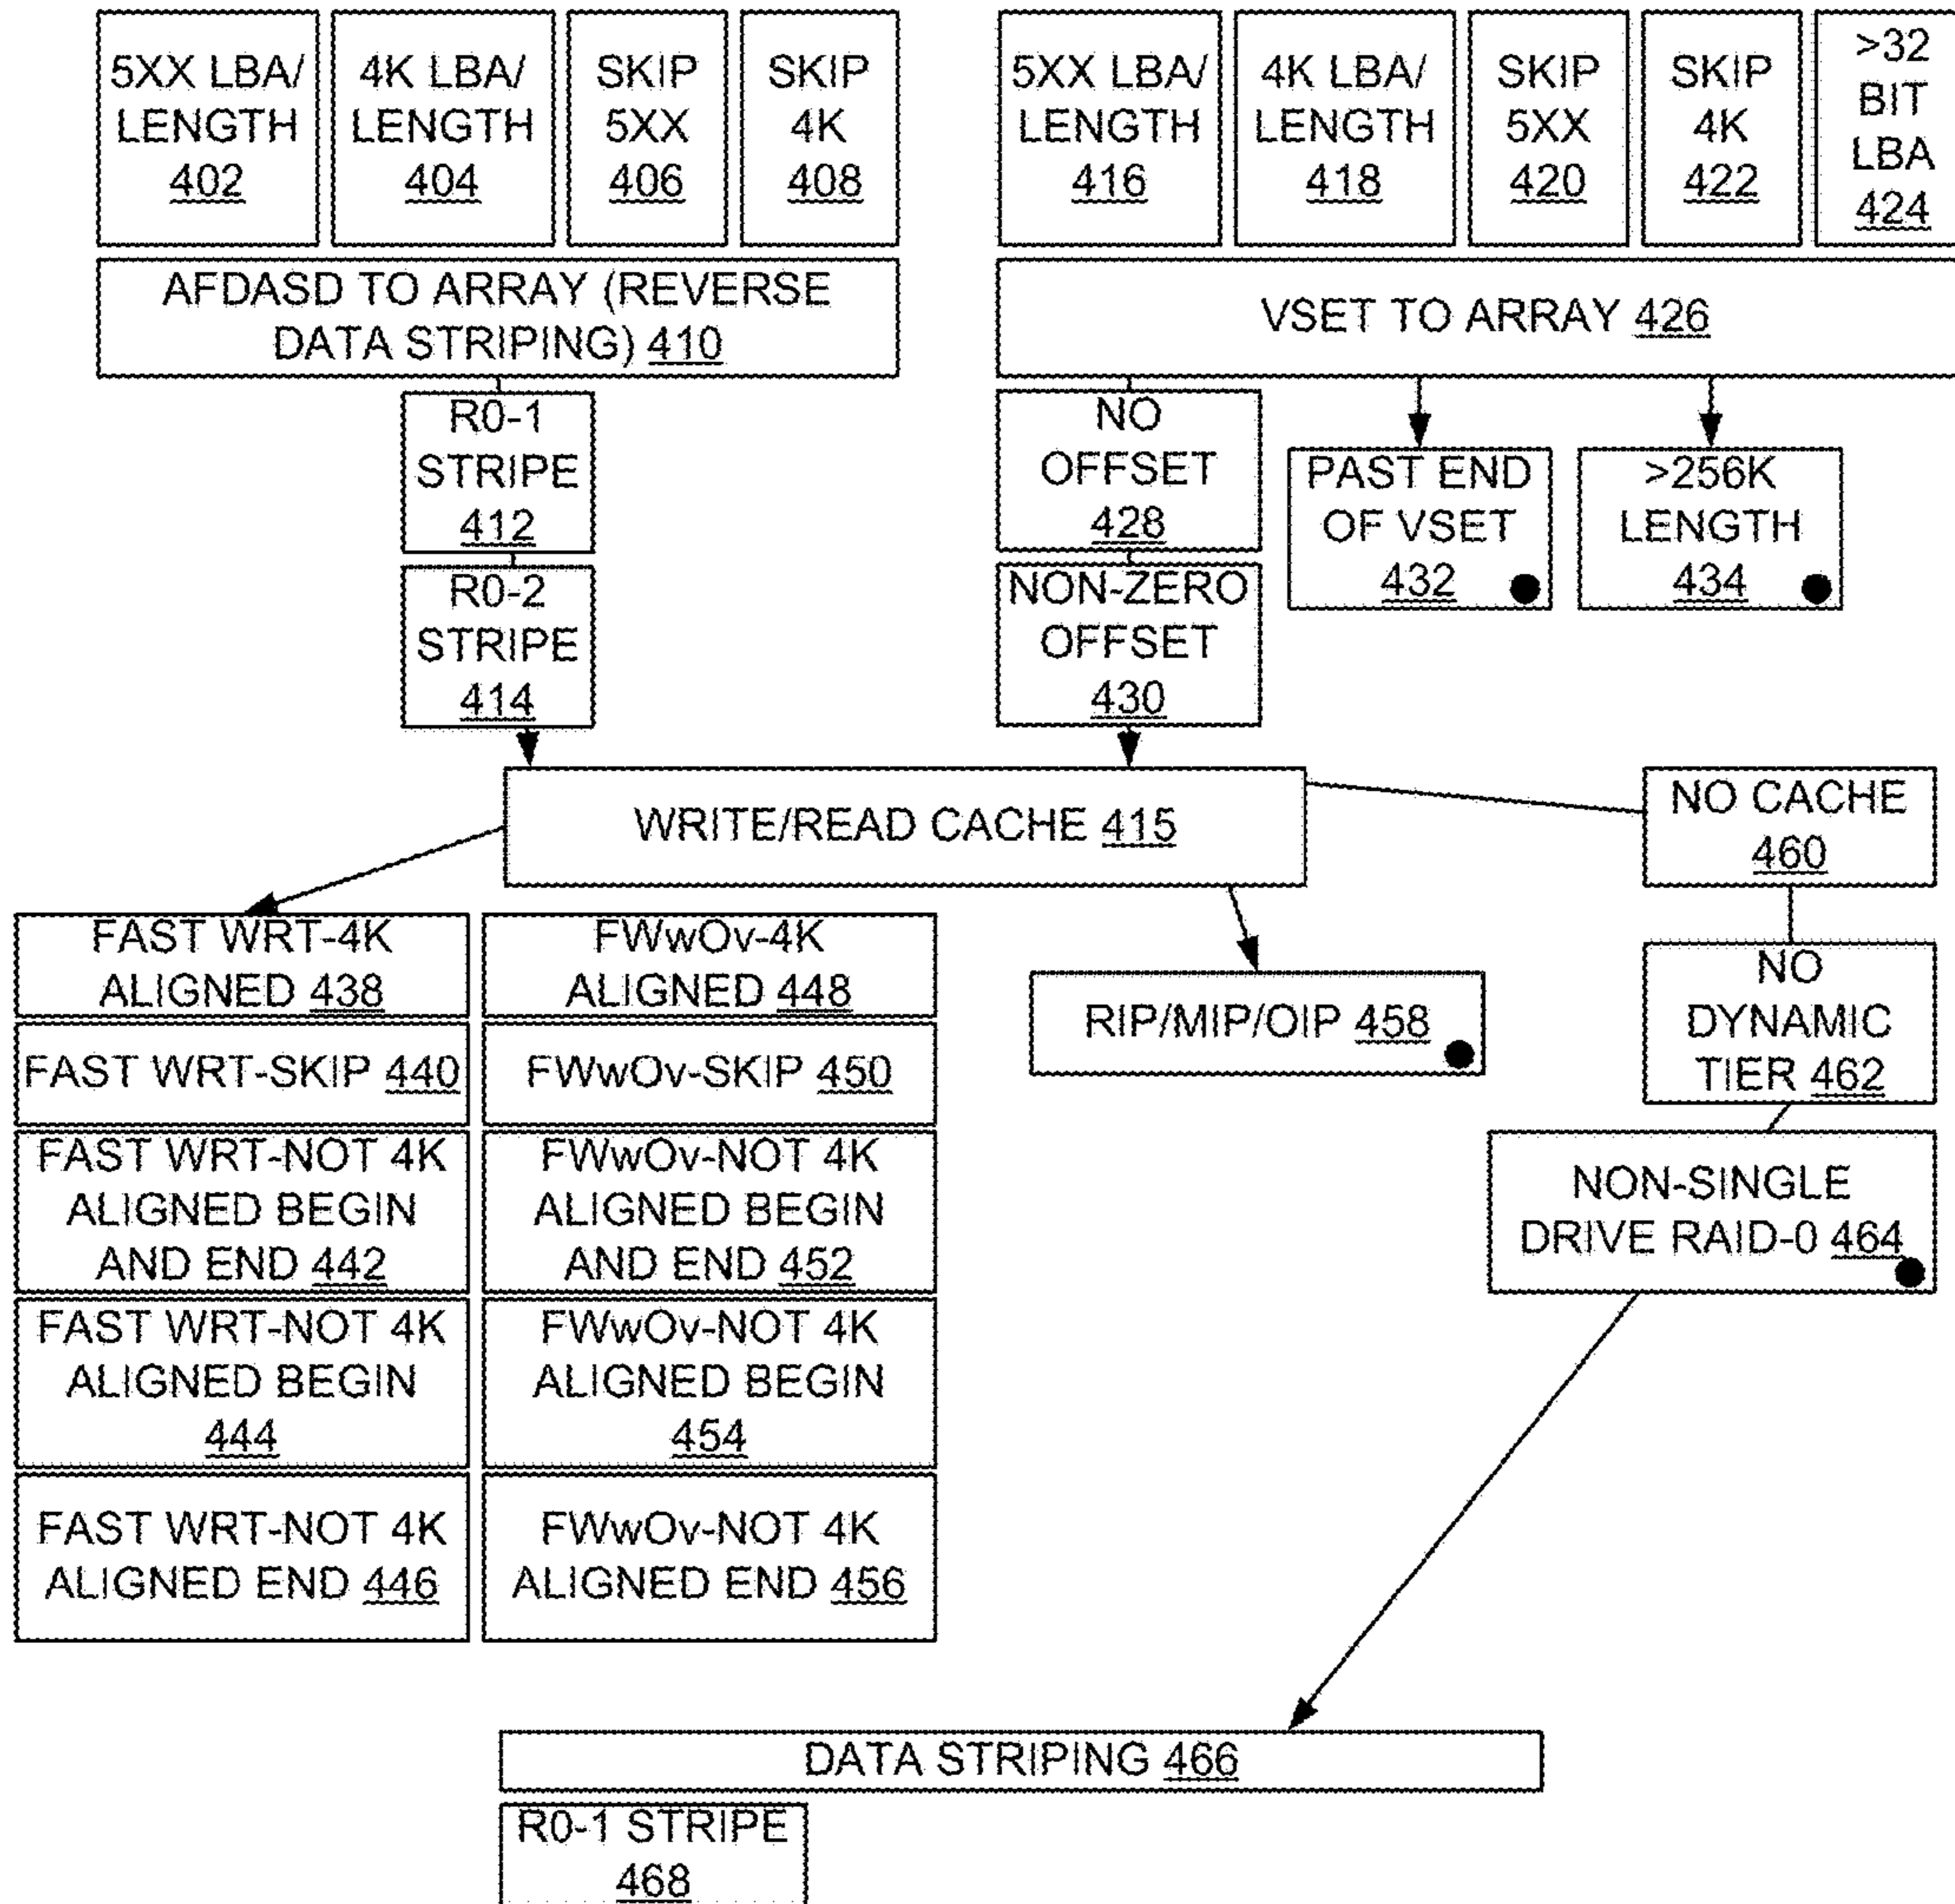 5XX LBA/
LENGTH
402
4K LBA/
LENGTH
404
SKIP
5XX
406
SKIP
4K
408
AFDASD TO ARRAY (REVERSE
DATA STRIPING) 410
R0-1
STRIPE
412
R0-2
STRIPE
414
5XX LBA/
LENGTH
416
4K LBA/
LENGTH
418
SKIP
5XX
420
SKIP
4K
422
>32
BIT
LBA
424
VSET TO ARRAY 426
NO
OFFSET
428
NON-ZERO
OFFSET
430
PAST END
OF VSET
432
>256K
LENGTH
434
WRITE/READ CACHE 415
NO CACHE
460
NO
DYNAMIC
TIER 462
NON-SINGLE
DRIVE RAID-0 464
RIP/MIP/OIP 458
FAST WRT-4K
ALIGNED 438
FAST WRT-SKIP 440
FAST WRT-NOT 4K
ALIGNED BEGIN
AND END 442
FAST WRT-NOT 4K
ALIGNED BEGIN
444
FAST WRT-NOT 4K
ALIGNED END 446
FWwOv-4K
ALIGNED 448
FWwOv-SKIP 450
FWwOv-NOT 4K
ALIGNED BEGIN
AND END 452
FWwOv-NOT 4K
ALIGNED BEGIN
454
FWwOv-NOT 4K
ALIGNED END 456
DATA STRIPING 466
R0-1 STRIPE
468